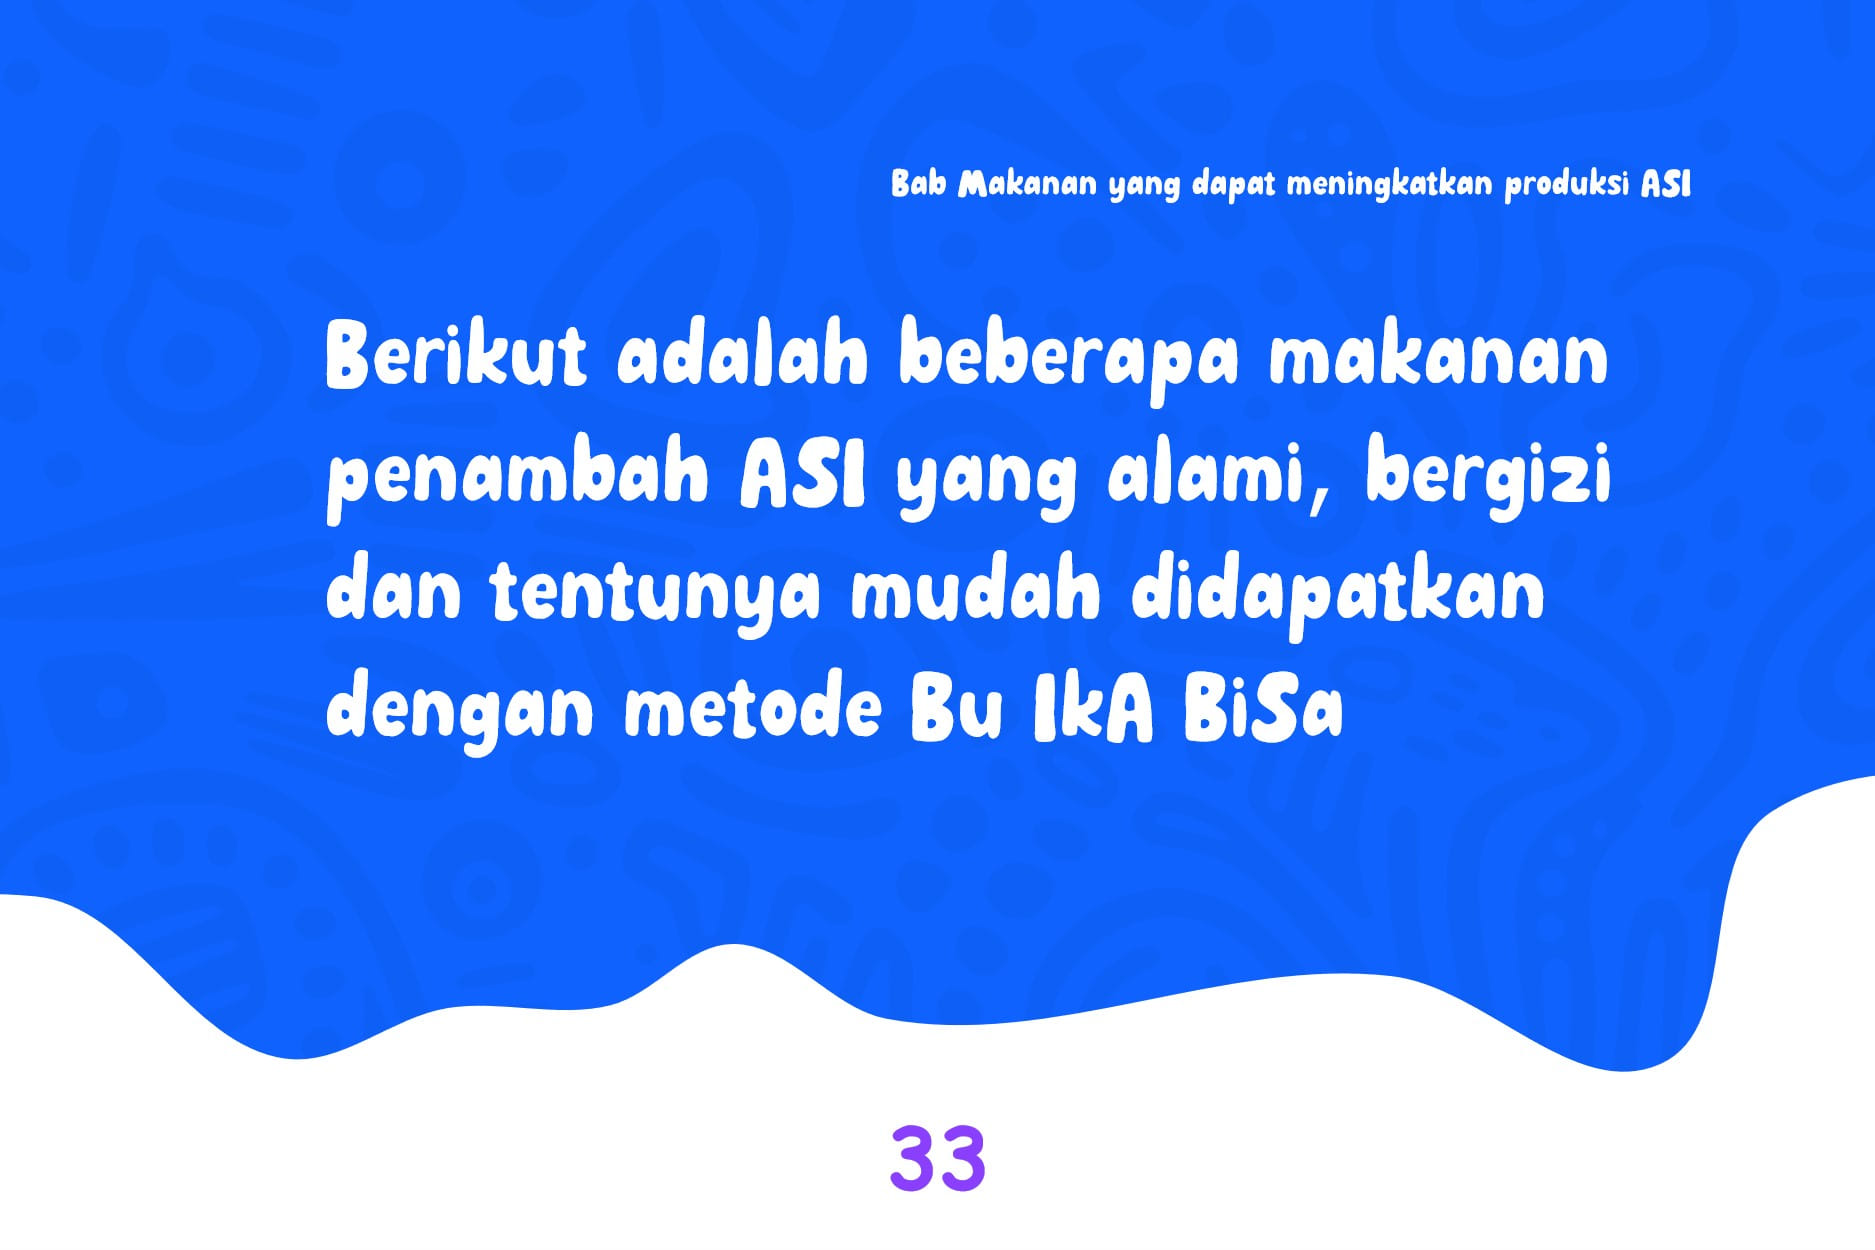 Bab Makanan yang dapat meningkatkan produksi ASI
Berikut adalah beberapa makanan
penambah ASI yang alami, bergizi
dan tentunya mudah didapatkan
dengan metode Bu IkA BiSa
33